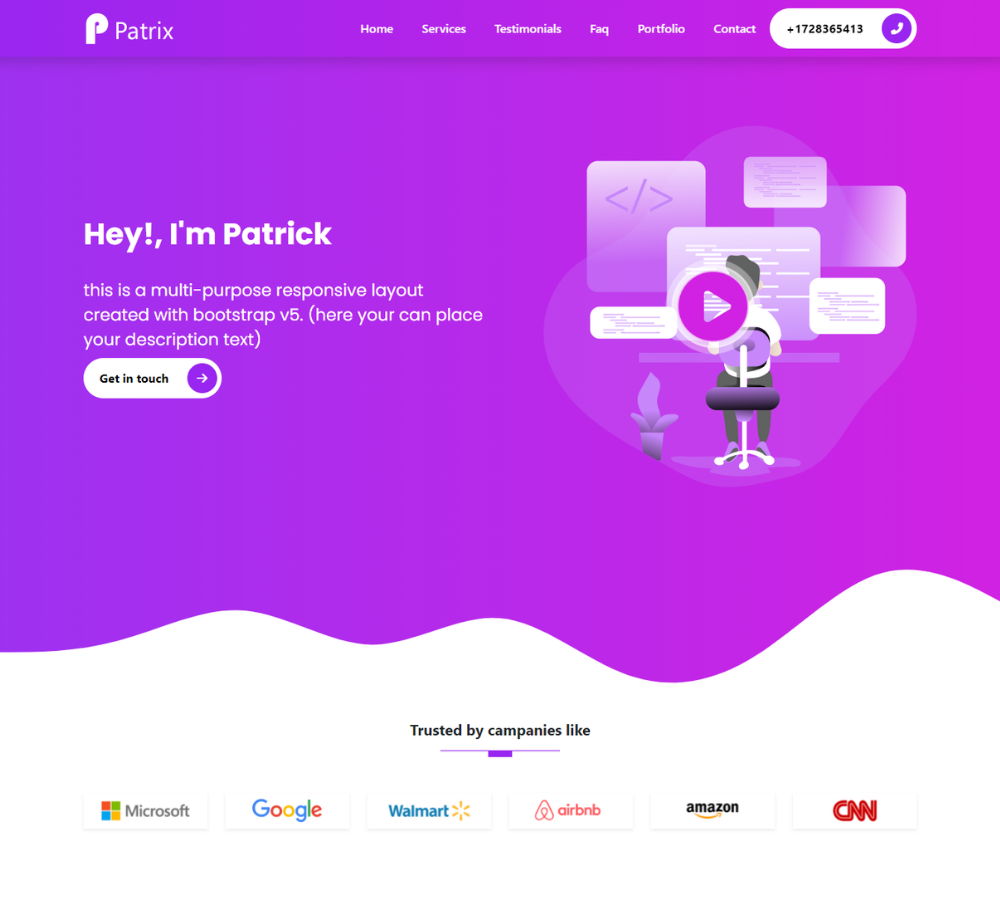 Patrix
Home
Services
Testimonials
Faq
Portfolio
Contact
+1728365413
</>
Hey!, I'm Patrick
this is a multi-purpose responsive layout
created with bootstrap v5. (here your can place
your description text)
Get in touch
Trusted by campanies like
Microsoft
Google
Walmart
airbnb
amazon
CNN